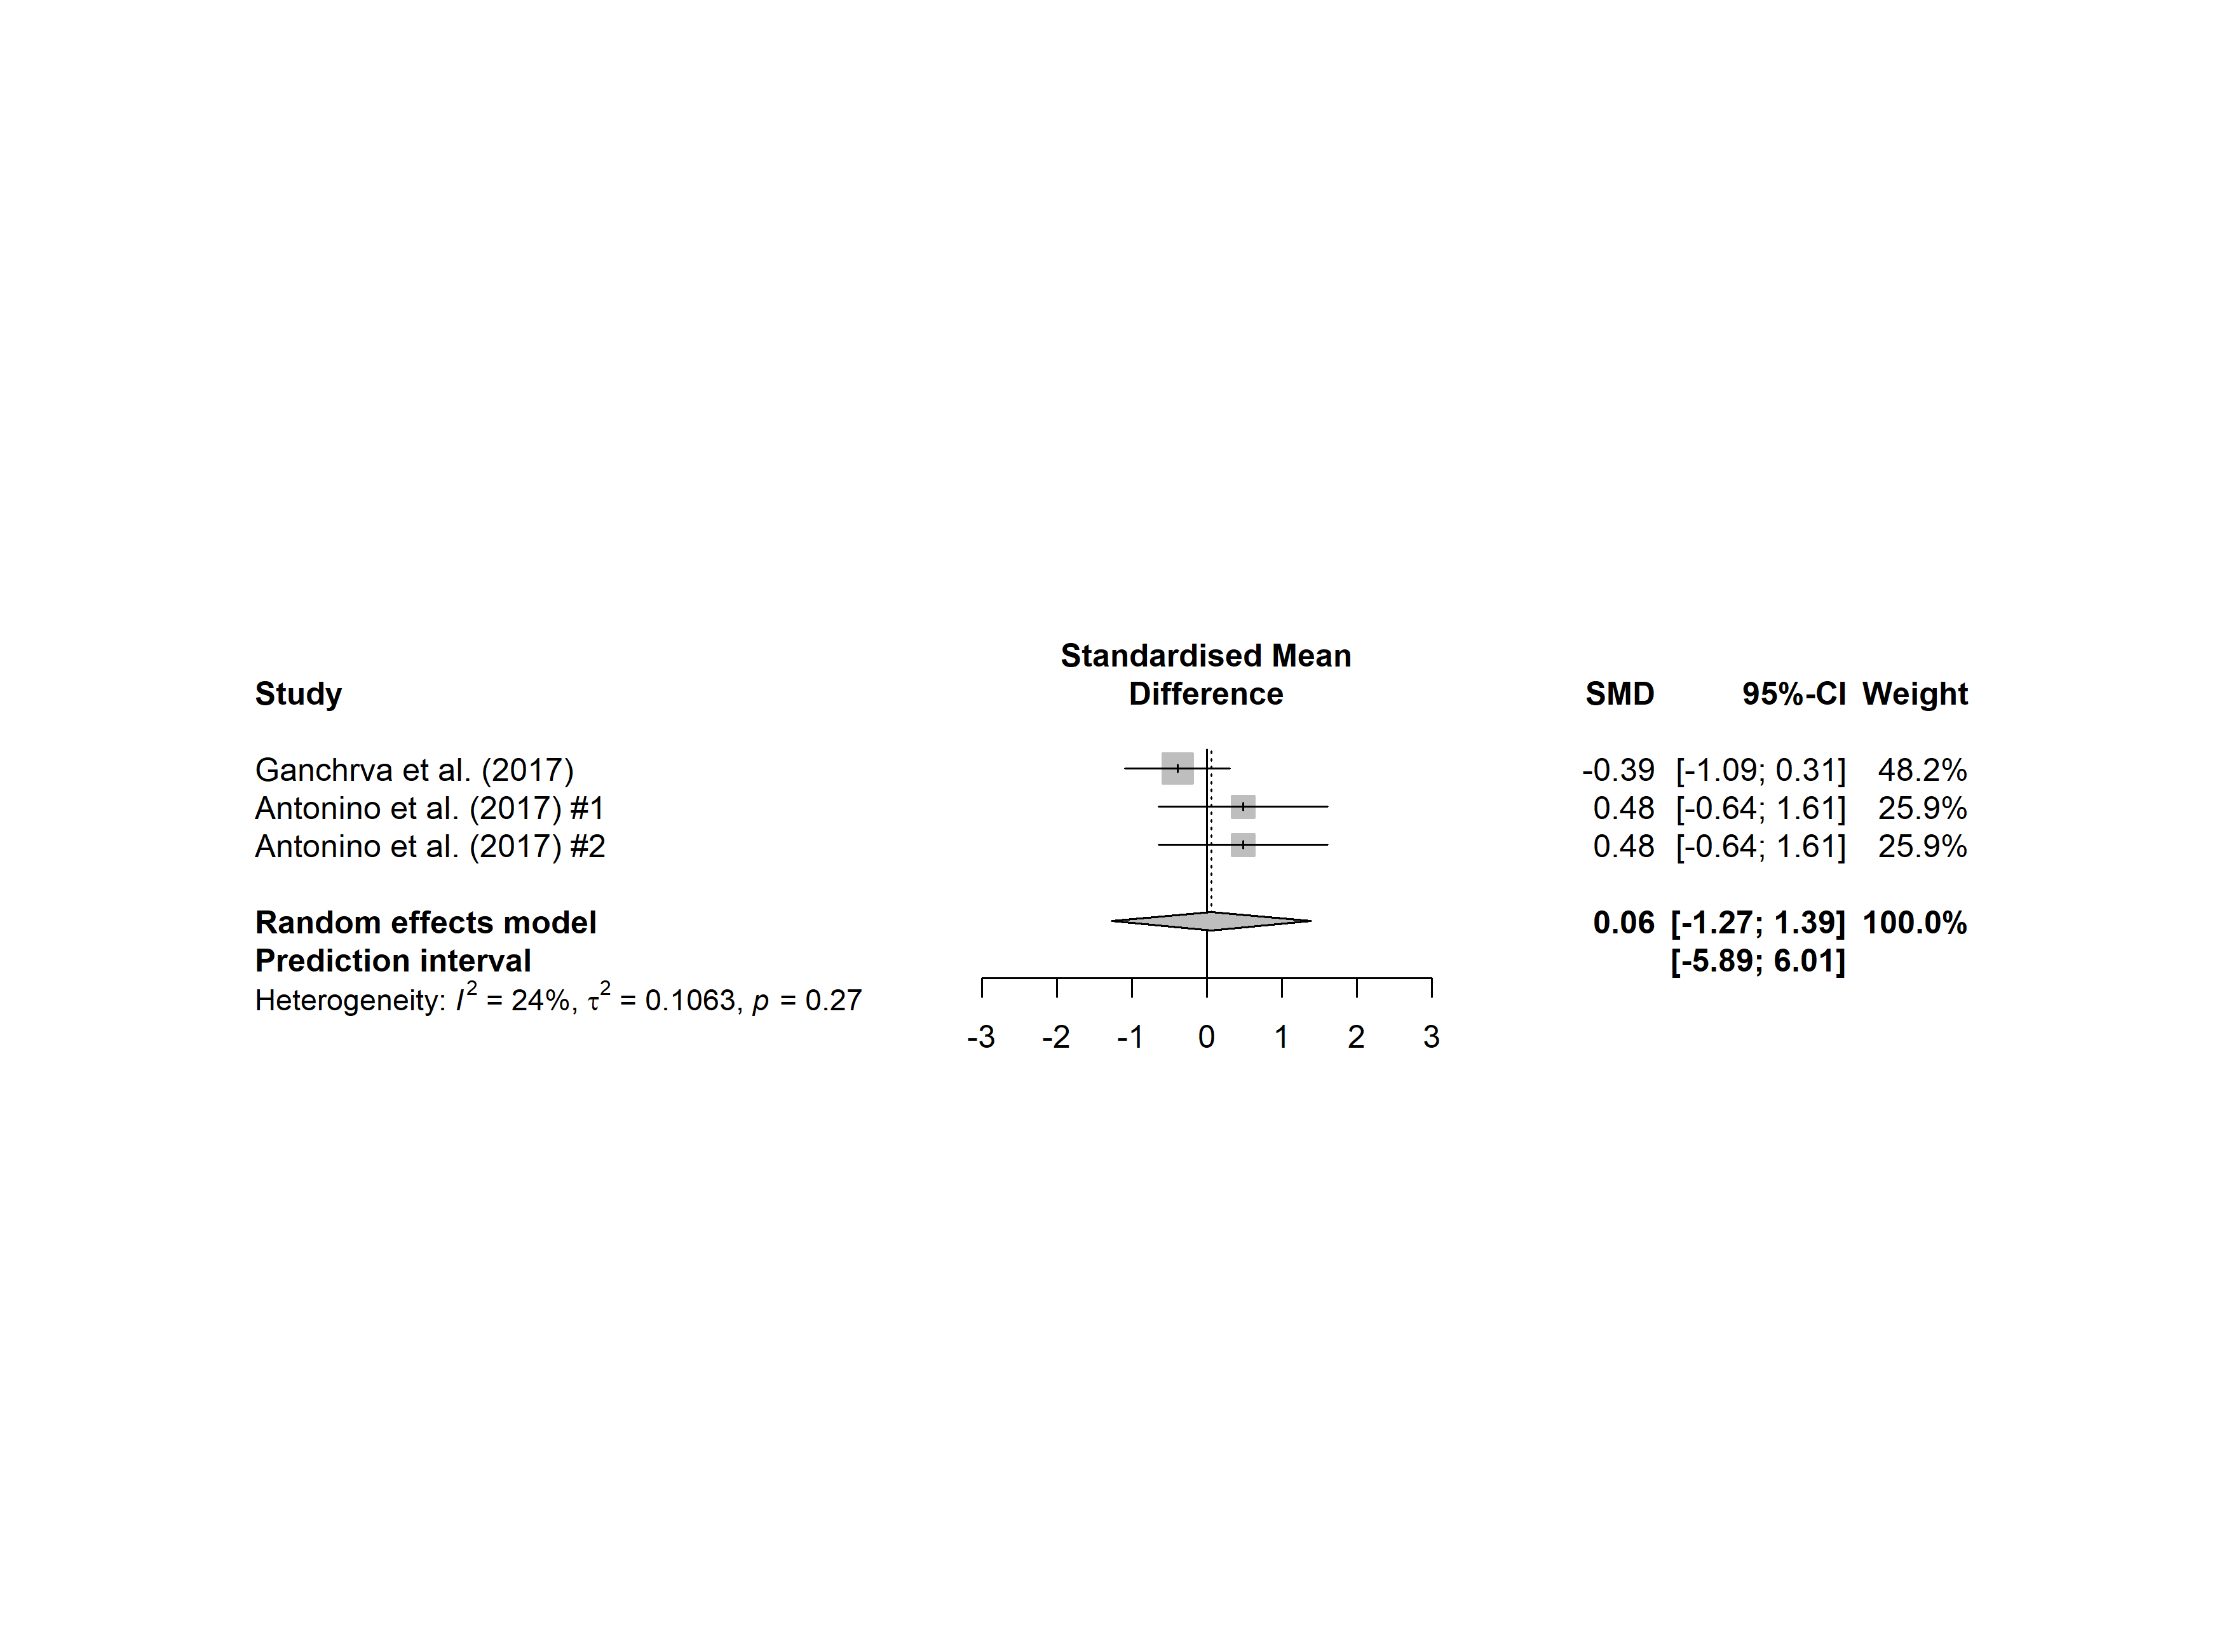 Standardised Mean
Study Difference SMD 95%-CI Weight
Ganchrva et al. (2017) -0.39 [-1.09; 0.31] 48.2%
Antonino et al. (2017) #1 0.48 [-0.64; 1.61] 25.9%
Antonino et al. (2017) #2 0.48 [-0.64; 1.61] 25.9%
Random effects model 0.06 [-1.27; 1.39] 100.0%
Prediction interval [-5.89; 6.01]
Heterogeneity: I² = 24%, τ² = 0.1063, p = 0.27
-3 -2 -1 0 1 2 3